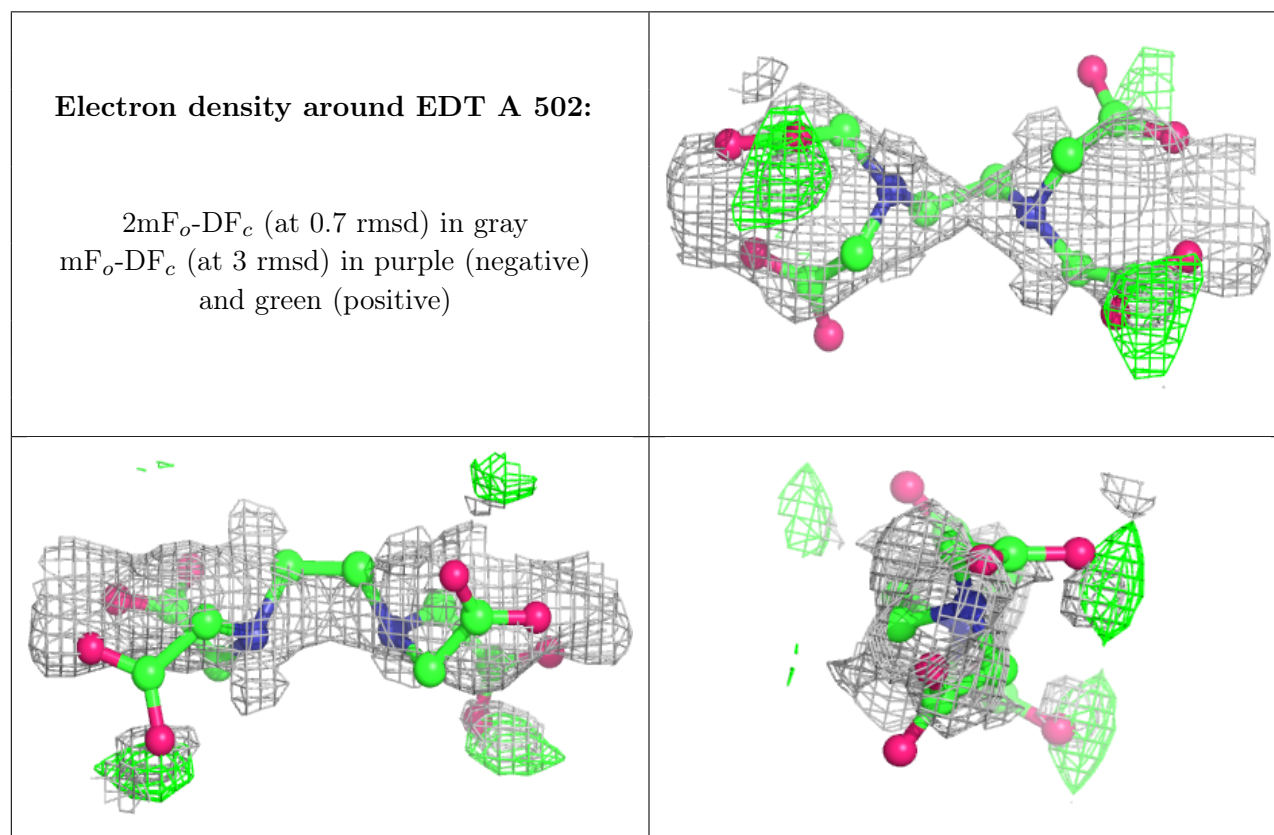 Electron density around EDT A 502:
2mFo-DFc (at 0.7 rmsd) in gray
mFo-DFc (at 3 rmsd) in purple (negative)
and green (positive)